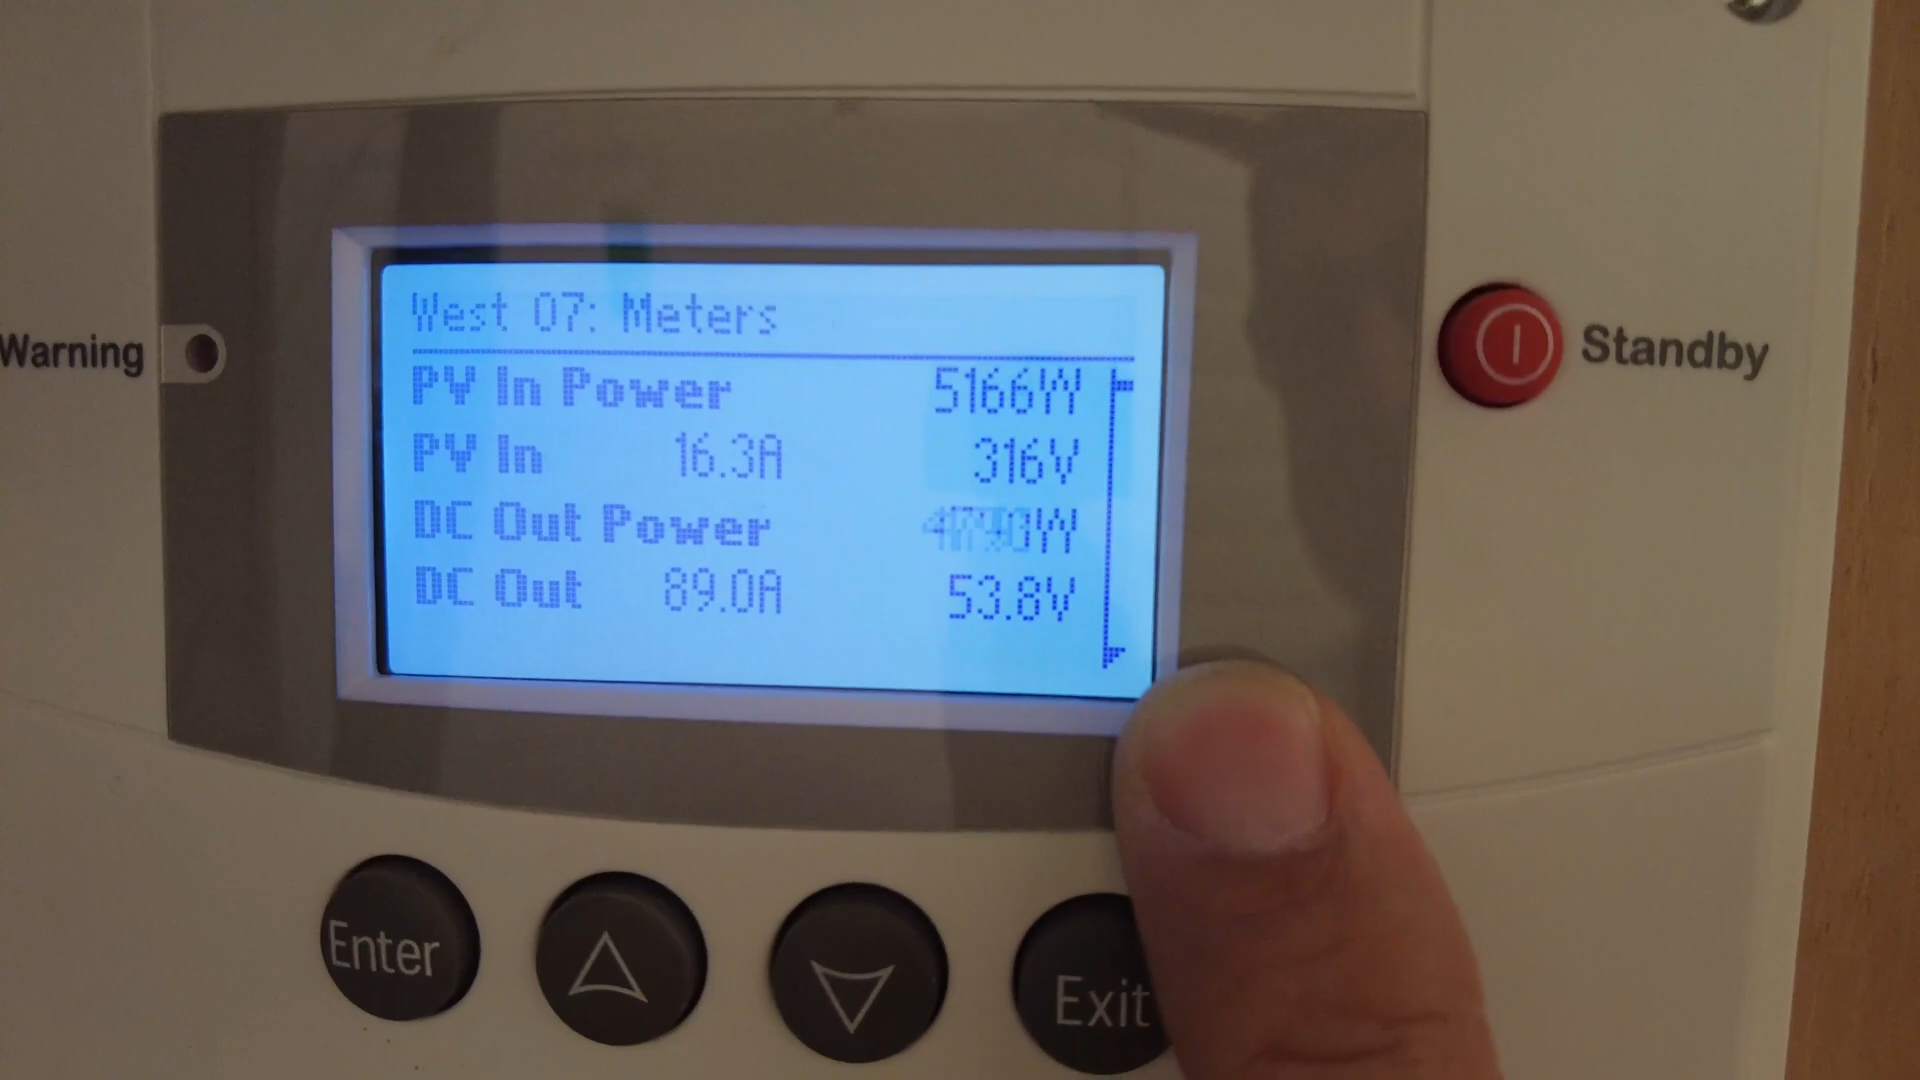 West 07: Meters
PV In Power 5166W
PV In 16.3A 316V
DC Out Power
DC Out 89.0A 53.8V
Warning
Standby
Enter
Exit